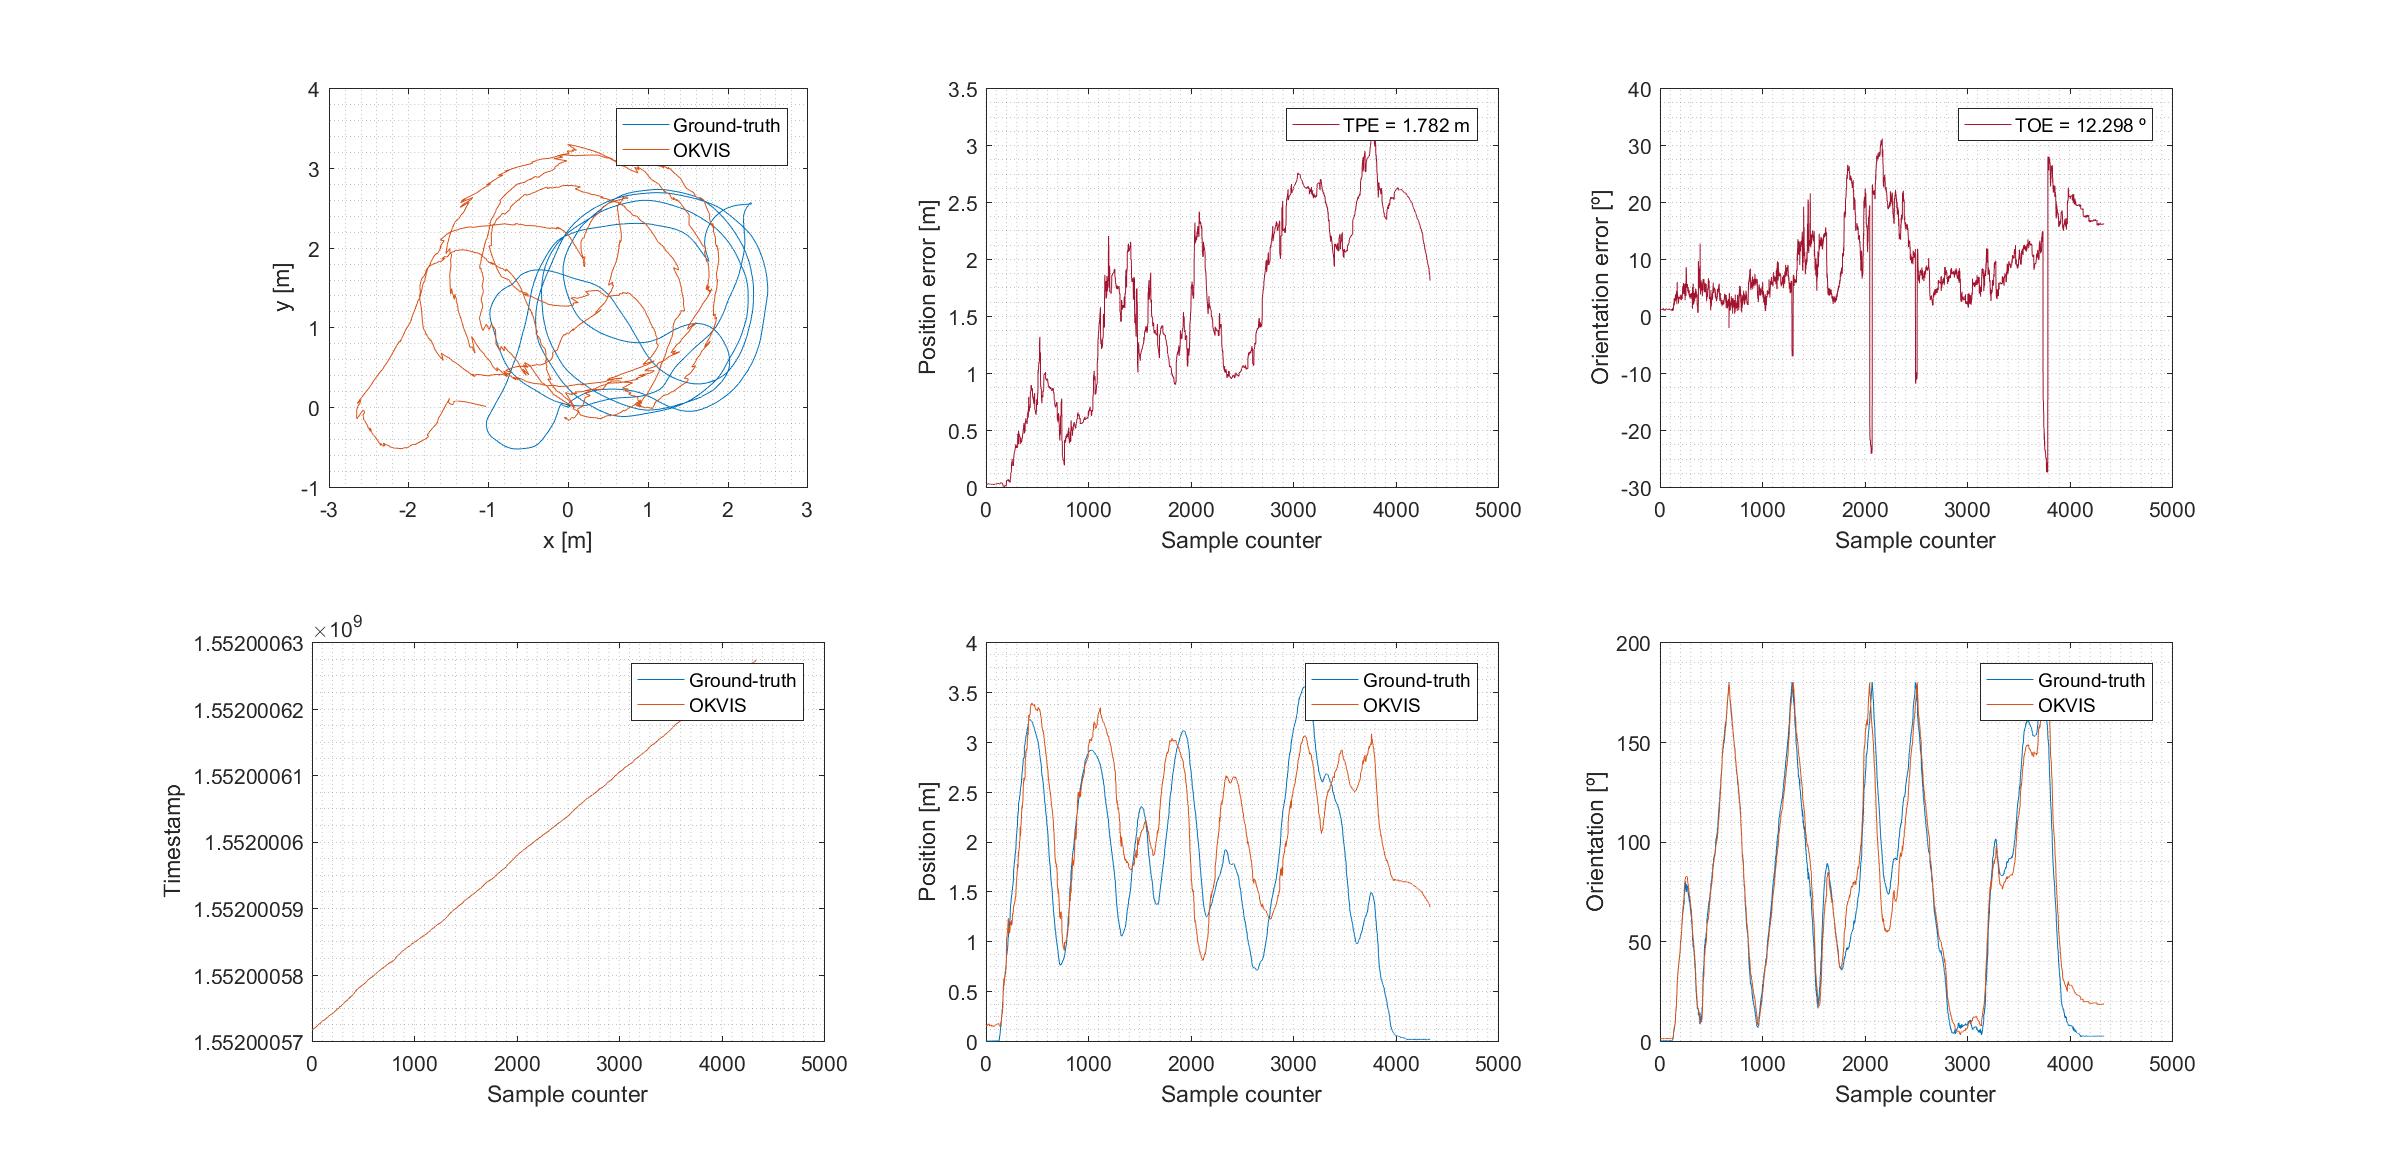 4
3
2
1
0
-1
y [m]
-3 -2 -1 0 1 2 3
x [m]
Ground-truth
OKVIS
3.5
3
2.5
2
1.5
1
0.5
0
Position error [m]
0 1000 2000 3000 4000 5000
Sample counter
TPE = 1.782 m
40
30
20
10
0
-10
-20
-30
Orientation error [º]
0 1000 2000 3000 4000 5000
Sample counter
TOE = 12.298 º
×10^9
1.55200063
1.55200062
1.55200061
1.5520006
1.55200059
1.55200058
1.55200057
Timestamp
0 1000 2000 3000 4000 5000
Sample counter
Ground-truth
OKVIS
4
3.5
3
2.5
2
1.5
1
0.5
0
Position [m]
0 1000 2000 3000 4000 5000
Sample counter
Ground-truth
OKVIS
200
150
100
50
0
Orientation [º]
0 1000 2000 3000 4000 5000
Sample counter
Ground-truth
OKVIS